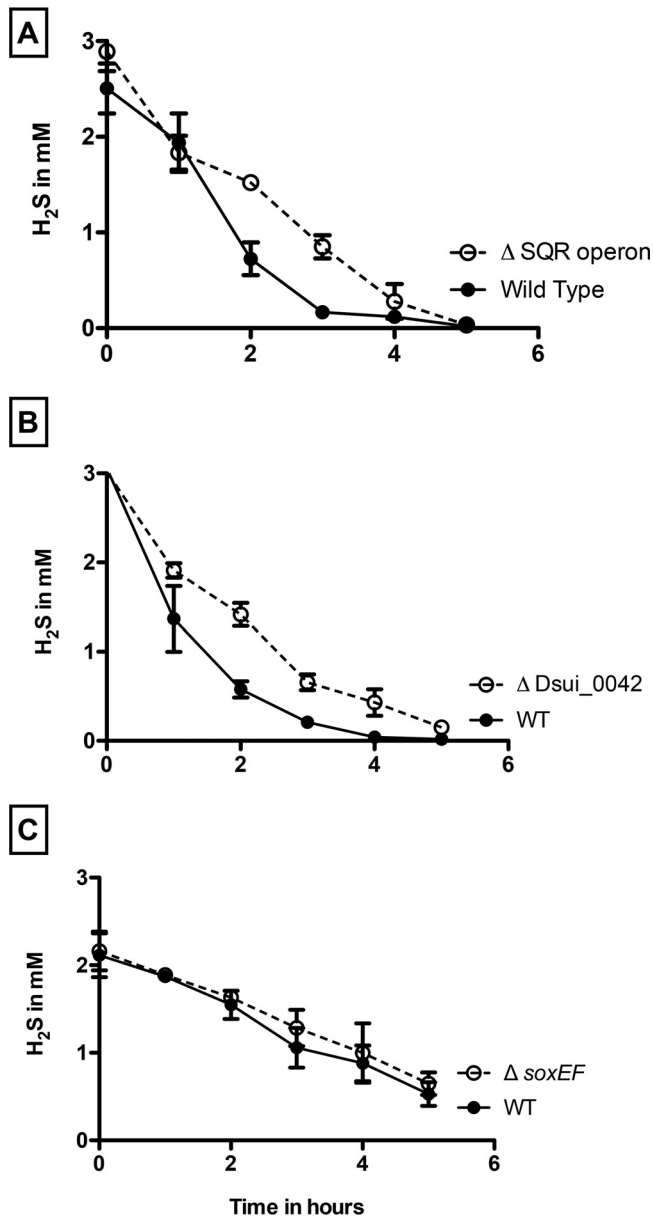 A
H₂S in mM
3
2
1
0
0 2 4 6
Δ SQR operon
Wild Type
B
H₂S in mM
3
2
1
0
0 2 4 6
Δ Dsui_0042
WT
C
H₂S in mM
3
2
1
0
0 2 4 6
Δ soxEF
WT
Time in hours